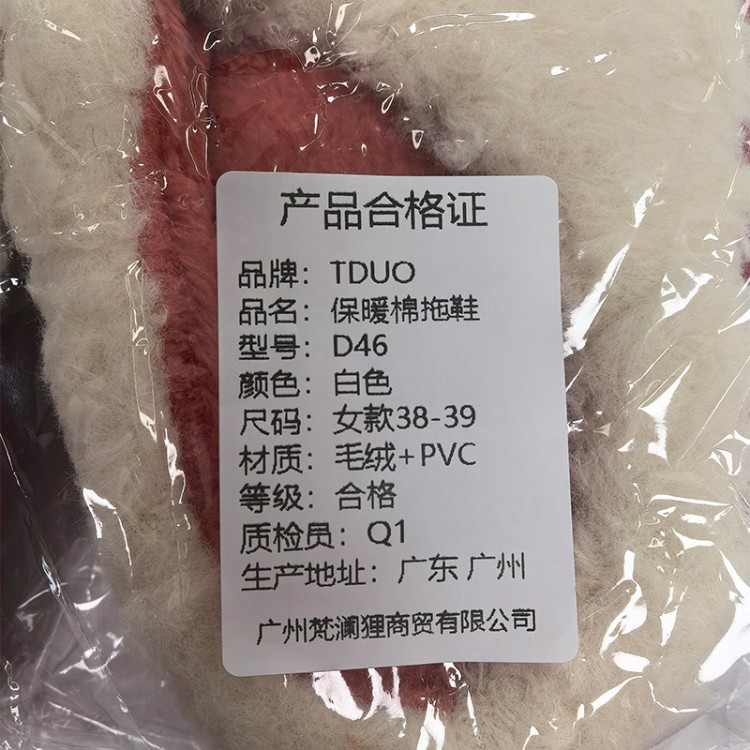 产品合格证
品牌：TDUO
品名：保暖棉拖鞋
型号：D46
颜色：白色
尺码：女款38-39
材质：毛绒+PVC
等级：合格
质检员：Q1
生产地址：广东 广州
广州梵澜狸商贸有限公司